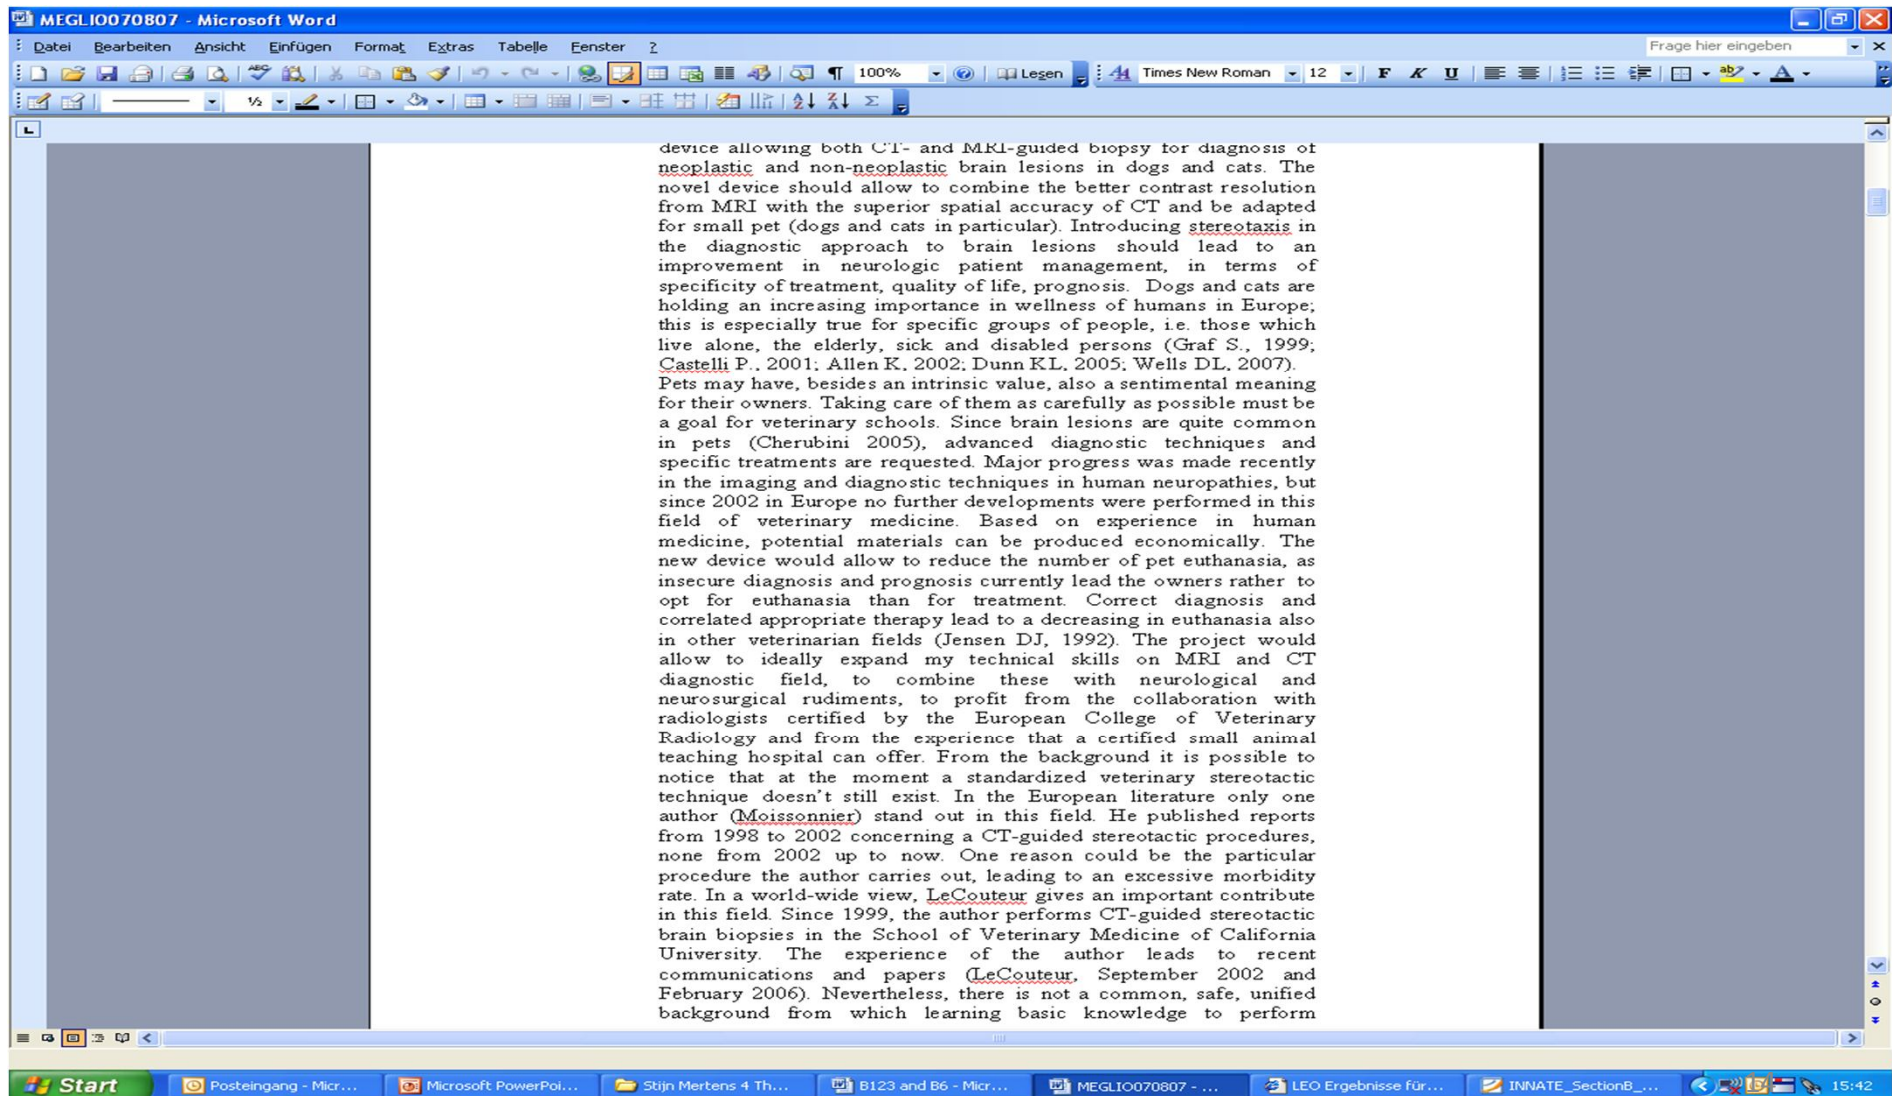 MEGLIO070807 - Microsoft Word
Datei Bearbeiten Ansicht Einfügen Format Extras Tabelle Fenster ?
Frage hier eingeben
100% Lesen Times New Roman 12 F K U
½
device allowing both CT- and MRI-guided biopsy for diagnosis of
neoplastic and non-neoplastic brain lesions in dogs and cats. The
novel device should allow to combine the better contrast resolution
from MRI with the superior spatial accuracy of CT and be adapted
for small pet (dogs and cats in particular). Introducing stereotaxis in
the diagnostic approach to brain lesions should lead to an
improvement in neurologic patient management, in terms of
specificity of treatment, quality of life, prognosis. Dogs and cats are
holding an increasing importance in wellness of humans in Europe;
this is especially true for specific groups of people, i.e. those which
live alone, the elderly, sick and disabled persons (Graf S., 1999;
Castelli P., 2001; Allen K, 2002; Dunn KL, 2005; Wells DL, 2007).
Pets may have, besides an intrinsic value, also a sentimental meaning
for their owners. Taking care of them as carefully as possible must be
a goal for veterinary schools. Since brain lesions are quite common
in pets (Cherubini 2005), advanced diagnostic techniques and
specific treatments are requested. Major progress was made recently
in the imaging and diagnostic techniques in human neuropathies, but
since 2002 in Europe no further developments were performed in this
field of veterinary medicine. Based on experience in human
medicine, potential materials can be produced economically. The
new device would allow to reduce the number of pet euthanasia, as
insecure diagnosis and prognosis currently lead the owners rather to
opt for euthanasia than for treatment. Correct diagnosis and
correlated appropriate therapy lead to a decreasing in euthanasia also
in other veterinarian fields (Jensen DJ, 1992). The project would
allow to ideally expand my technical skills on MRI and CT
diagnostic field, to combine these with neurological and
neurosurgical rudiments, to profit from the collaboration with
radiologists certified by the European College of Veterinary
Radiology and from the experience that a certified small animal
teaching hospital can offer. From the background it is possible to
notice that at the moment a standardized veterinary stereotactic
technique doesn't still exist. In the European literature only one
author (Moissonnier) stand out in this field. He published reports
from 1998 to 2002 concerning a CT-guided stereotactic procedures,
none from 2002 up to now. One reason could be the particular
procedure the author carries out, leading to an excessive morbidity
rate. In a world-wide view, LeCouteur gives an important contribute
in this field. Since 1999, the author performs CT-guided stereotactic
brain biopsies in the School of Veterinary Medicine of California
University. The experience of the author leads to recent
communications and papers (LeCouteur, September 2002 and
February 2006). Nevertheless, there is not a common, safe, unified
background from which learning basic knowledge to perform
Start Posteingang - Micr... Microsoft PowerPoi... Stijn Mertens 4 Th... B123 and B6 - Micr... MEGLIO070807 - ... LEO Ergebnisse für... INNATE_SectionB_... 15:42